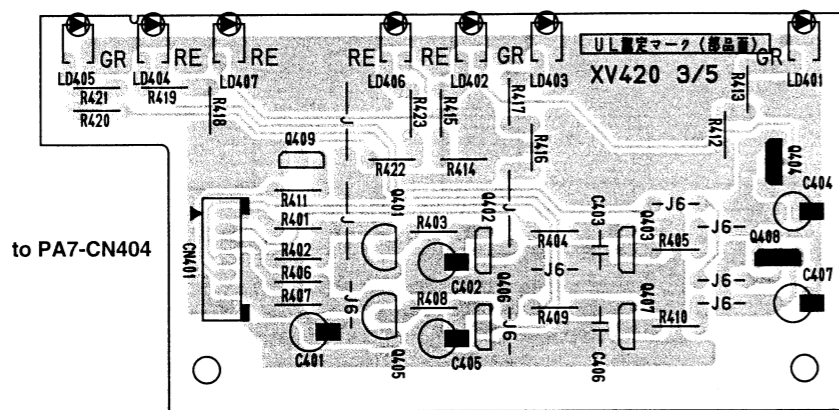 GR RE RE RE RE GR GR
LD405 LD404 LD407 LD406 LD402 LD403 LD401
UL認定マーク(部品面)
XV420 3/5
R421 R419 R418 R423 R415 R417 R413
R420
R412
Q409 R416 Q404
R422 R414 C404
J J J
R411 Q401 Q402 C403 Q403 J6
R401 R403 R404 R405 J6
to PA7-CN404
CN401 R402 Q408
R406 C402 J6 C407
R407 J6 R408 Q406 J6 R409 Q407 R410 J6 J6
C401 Q405 C405 C406